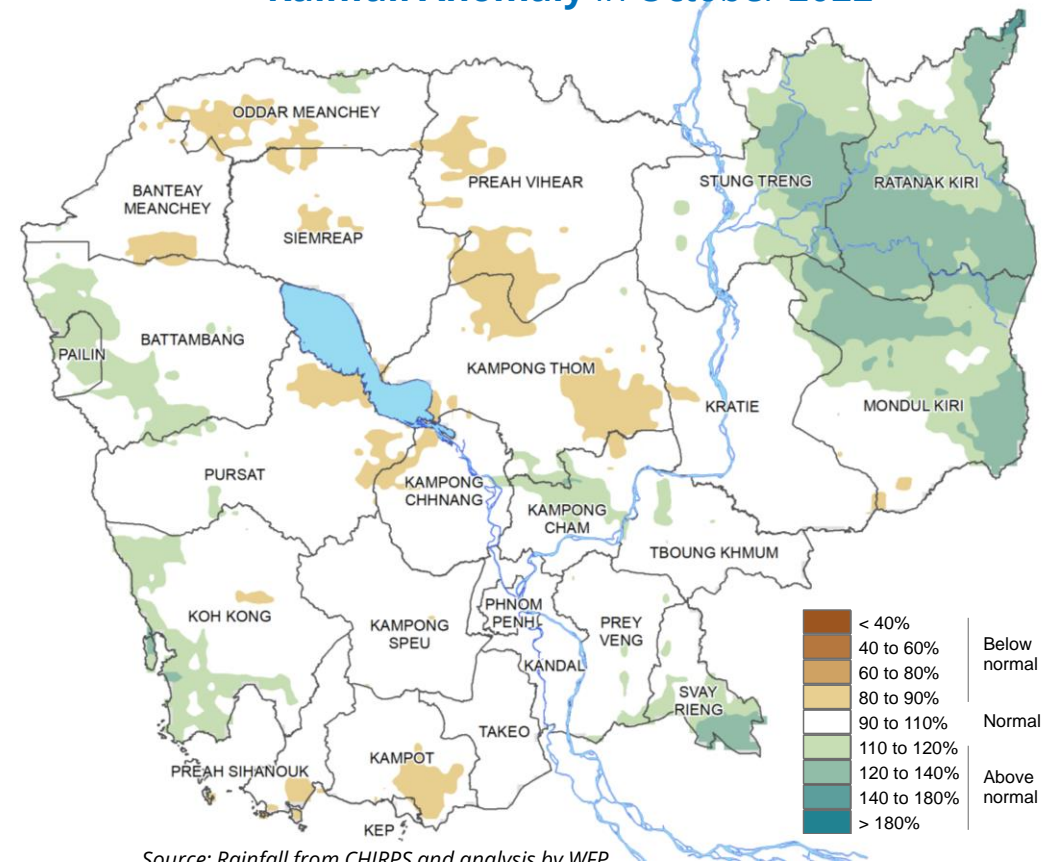 Rainfall Anomaly in October 2022
ODDAR MEANCHEY
BANTEAY
MEANCHEY
PREAH VIHEAR
STUNG TRENG
RATANAK KIRI
SIEMREAP
PAILIN
BATTAMBANG
KAMPONG THOM
KRATIE
MONDUL KIRI
PURSAT
KAMPONG
CHHNANG
KAMPONG
CHAM
TBOUNG KHMUM
KOH KONG
KAMPONG
SPEU
PHNOM
PENH
PREY
VENG
KANDAL
SVAY
RIENG
TAKEO
KAMPOT
PREAH SIHANOUK
KEP
< 40%
40 to 60%
60 to 80%
80 to 90%
90 to 110%
110 to 120%
120 to 140%
140 to 180%
> 180%
Below
normal
Normal
Above
normal
Source: Rainfall from CHIRPS and analysis by WFP